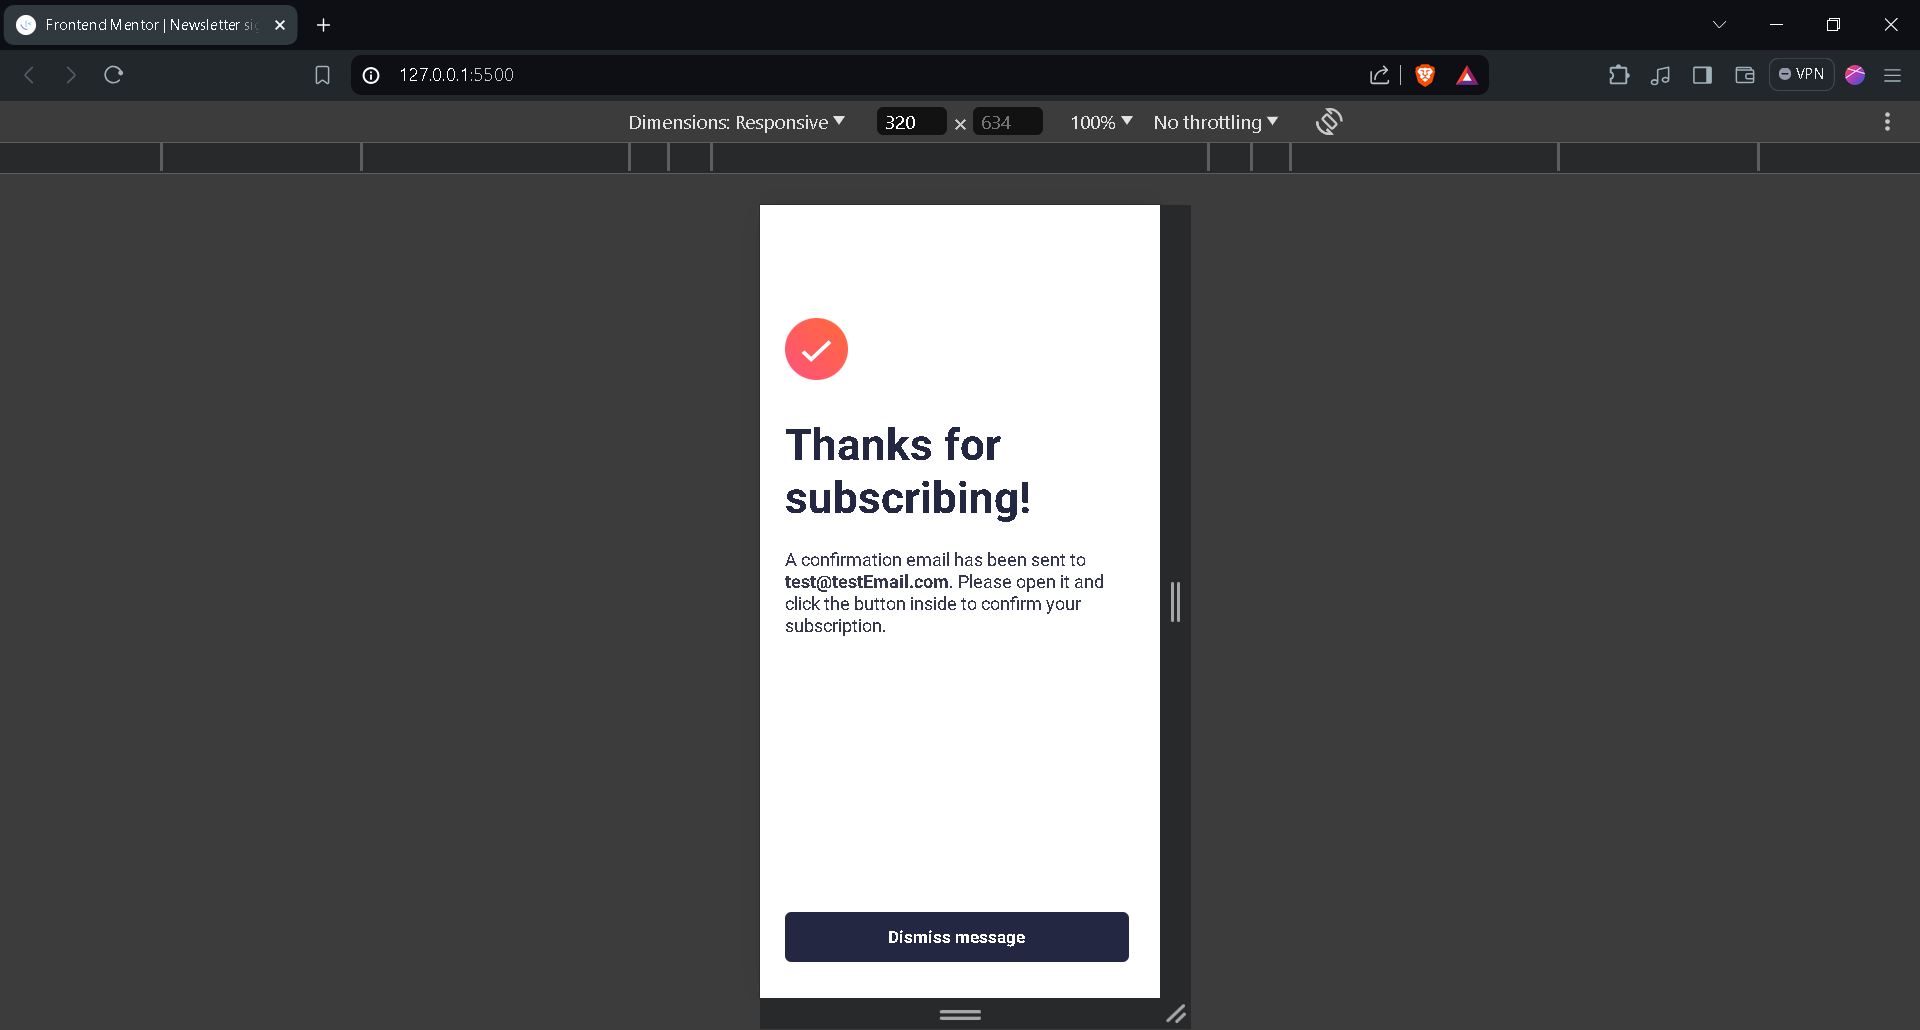 Frontend Mentor | Newsletter si
127.0.0.1:5500
VPN
Dimensions: Responsive 320 × 634 100% No throttling
Thanks for
subscribing!
A confirmation email has been sent to
test@testEmail.com. Please open it and
click the button inside to confirm your
subscription.
Dismiss message